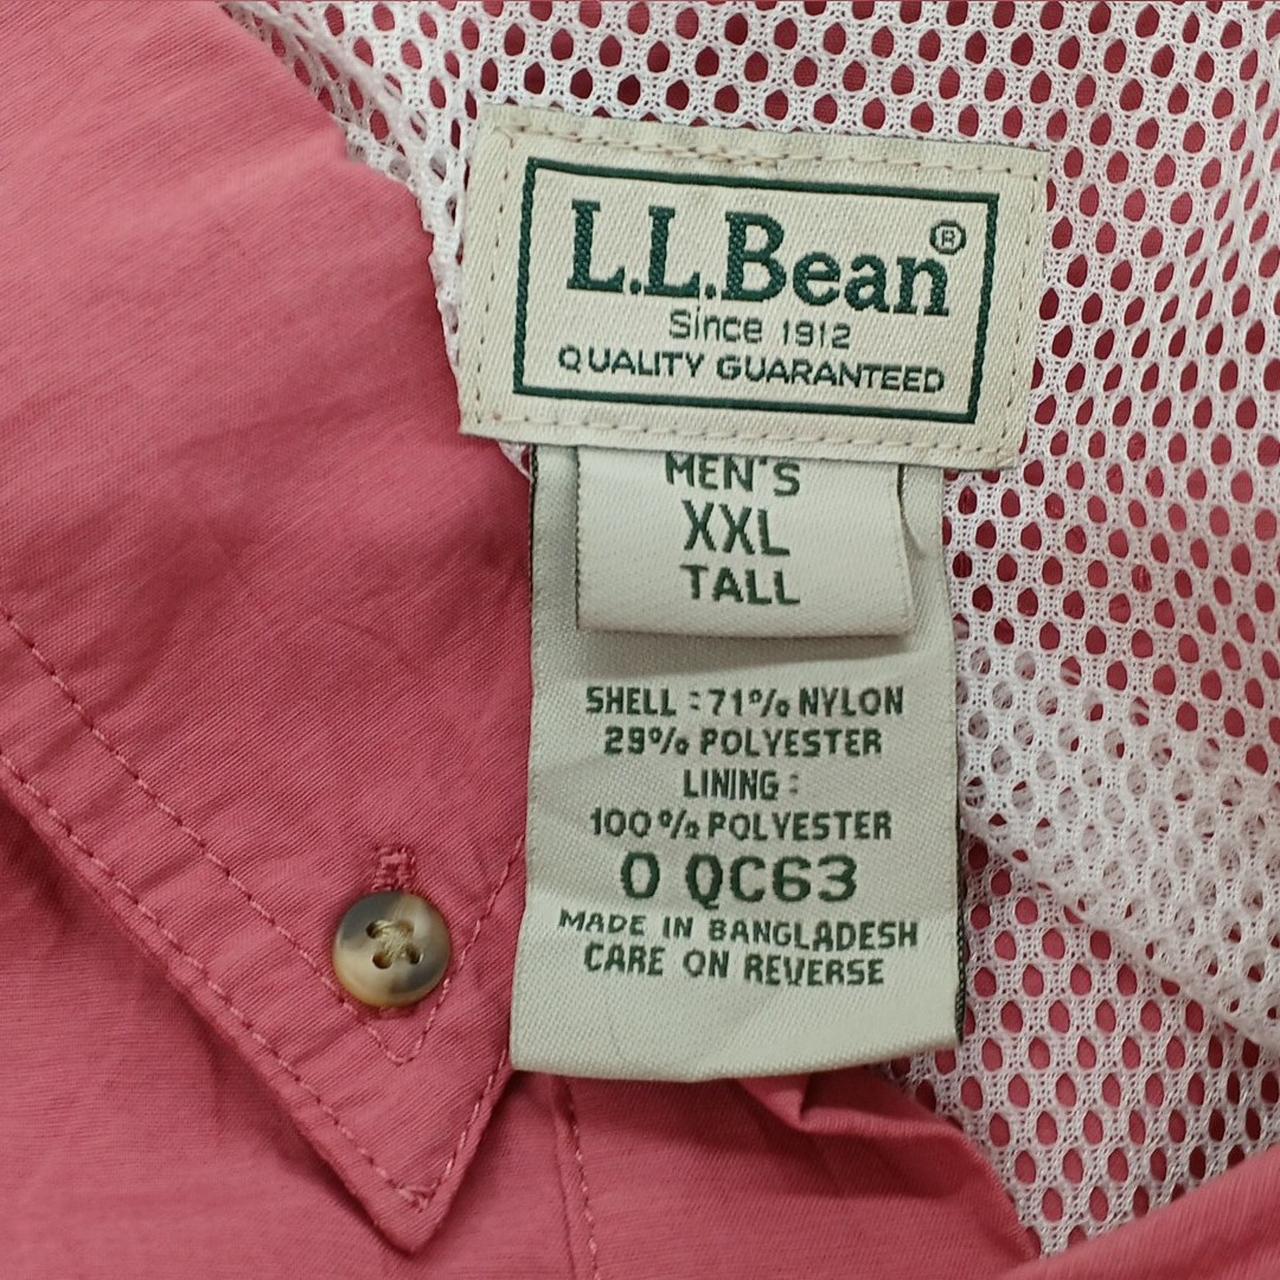 L.L.Bean®
Since 1912
QUALITY GUARANTEED
MEN'S
XXL
TALL
SHELL : 71% NYLON
29% POLYESTER
LINING :
100% POLYESTER
0 QC63
MADE IN BANGLADESH
CARE ON REVERSE